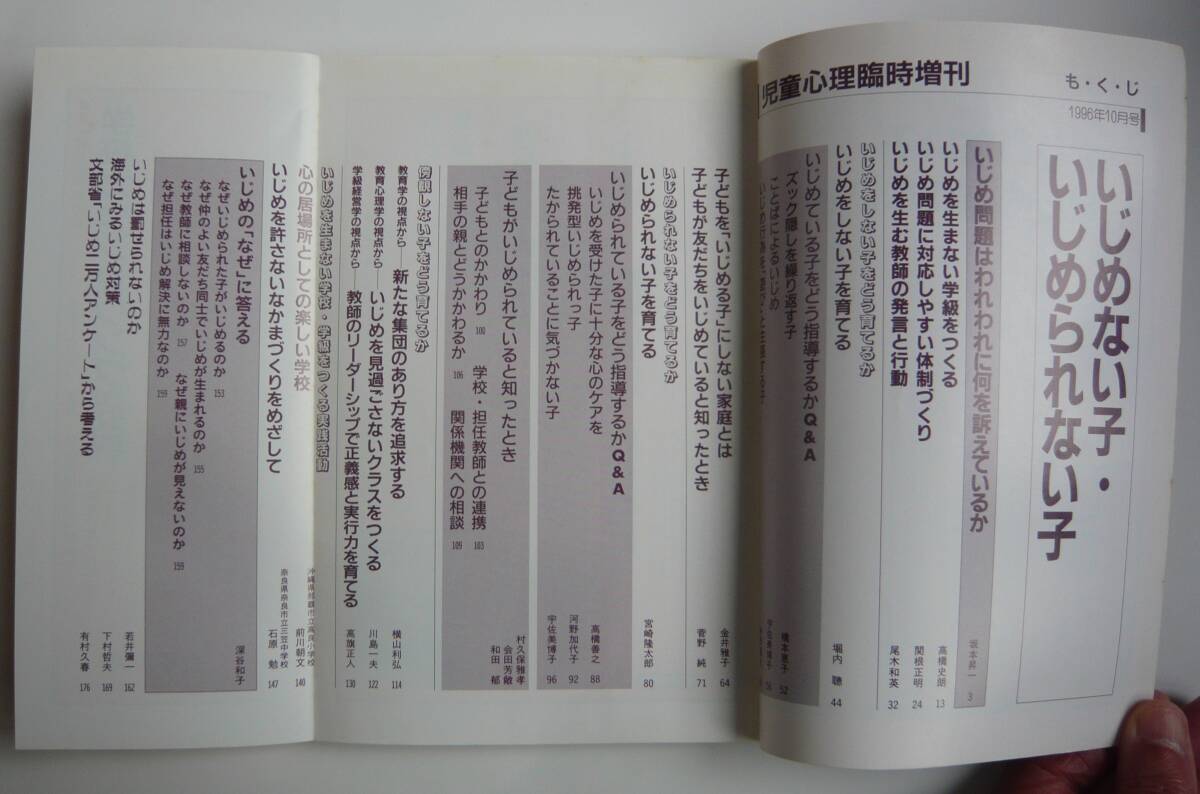 児童心理臨時増刊
も・く・じ
1996年10月号
いじめない子・
いじめられない子
いじめ問題はわれわれに何を訴えているか 坂本昇一 3
いじめを生まない学級をつくる 高橋史朗 13
いじめ問題に対応しやすい体制づくり 関根正明 24
いじめを生む教師の発言と行動 尾木和英 32
いじめをしない子をどう育てるか
いじめをしない子を育てる 堀内 聰 44
いじめている子をどう指導するかQ&A
ズック隠しを繰り返す子 52
ことばによるいじめ 56
子どもを「いじめる子」にしない家庭とは 金井雅子 64
子どもが友だちをいじめていると知ったとき 菅野 純 71
いじめられない子をどう育てるか
いじめられない子を育てる 宮崎隆太郎 80
いじめられている子をどう指導するかQ&A
いじめを受けた子に十分な心のケアを 高橋善之 88
挑発型いじめられっ子 河野加代子 92
たかられていることに気づかない子 宇佐美博子 96
子どもがいじめられていると知ったとき
子どもとのかかわり 100 学校・担任教師との連携 103
相手の親とどうかかわるか 106 関係機関への相談 109
村久保雅孝
会田芳敬
和田 郁
傍観しない子をどう育てるか
教育学の視点から──新たな集団のあり方を追求する 横山利弘 114
教育心理学の視点から──いじめを見過ごさないクラスをつくる 川島一夫 122
学級経営学の視点から──教師のリーダーシップで正義感と実行力を育てる 高旗正人 130
いじめを生まない学校・学級をつくる実践活動
心の居場所としての楽しい学校 沖縄県那覇市立高良小学校 前川朝文 140
いじめを許さないなかまづくりをめざして 奈良県奈良市立三笠中学校 石原 勉 147
いじめの「なぜ」に答える 深谷和子
なぜいじめられた子がいじめるのか 153
なぜ仲のよい友だち同士でいじめが生まれるのか 155
なぜ教師に相談しないのか 157 なぜ親にいじめが見えないのか 159
なぜ担任はいじめ解決に無力なのか 159
いじめは罰せられないのか 若井彌一 162
海外にみるいじめ対策 下村哲夫 169
文部省「いじめ二万人アンケート」から考える 有村久春 176